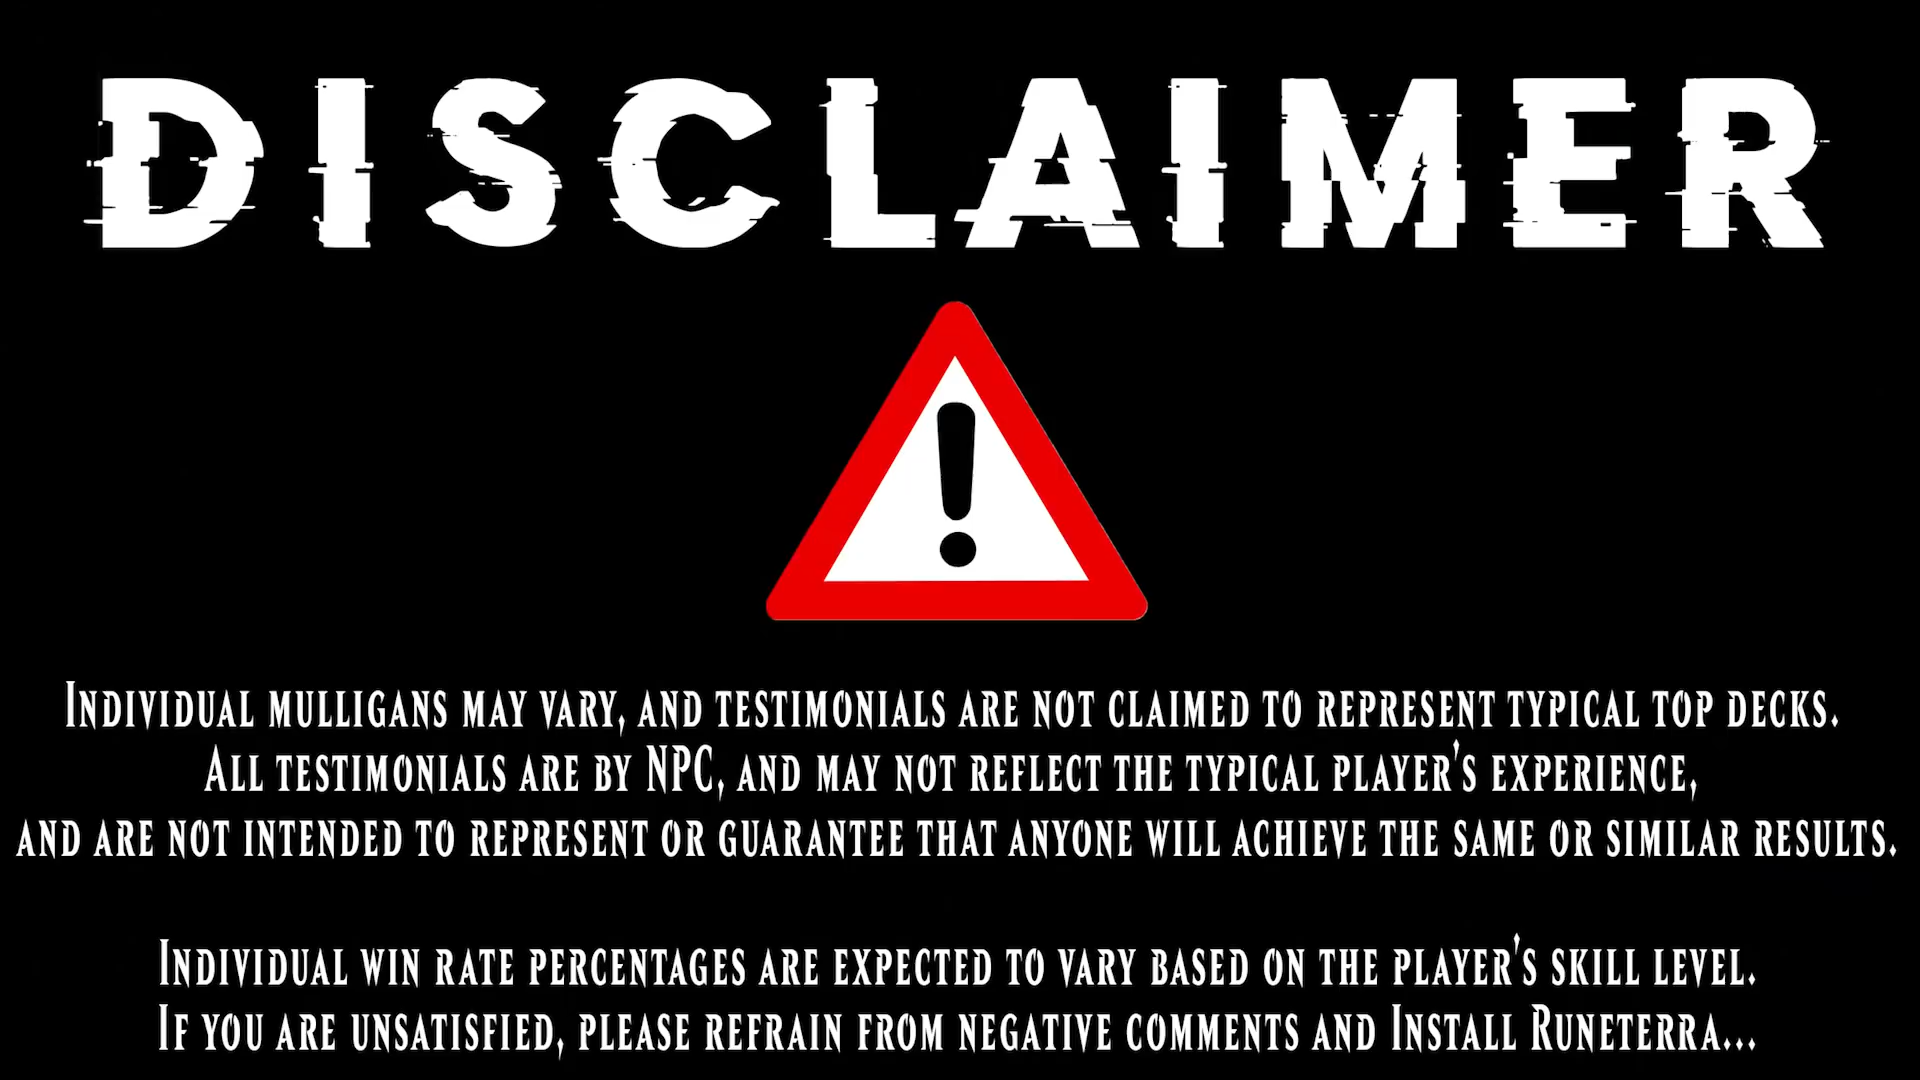 DISCLAIMER
Individual mulligans may vary, and testimonials are not claimed to represent typical top decks.
All testimonials are by NPC, and may not reflect the typical player's experience,
and are not intended to represent or guarantee that anyone will achieve the same or similar results.
Individual win rate percentages are expected to vary based on the player's skill level.
If you are unsatisfied, please refrain from negative comments and Install Runeterra...